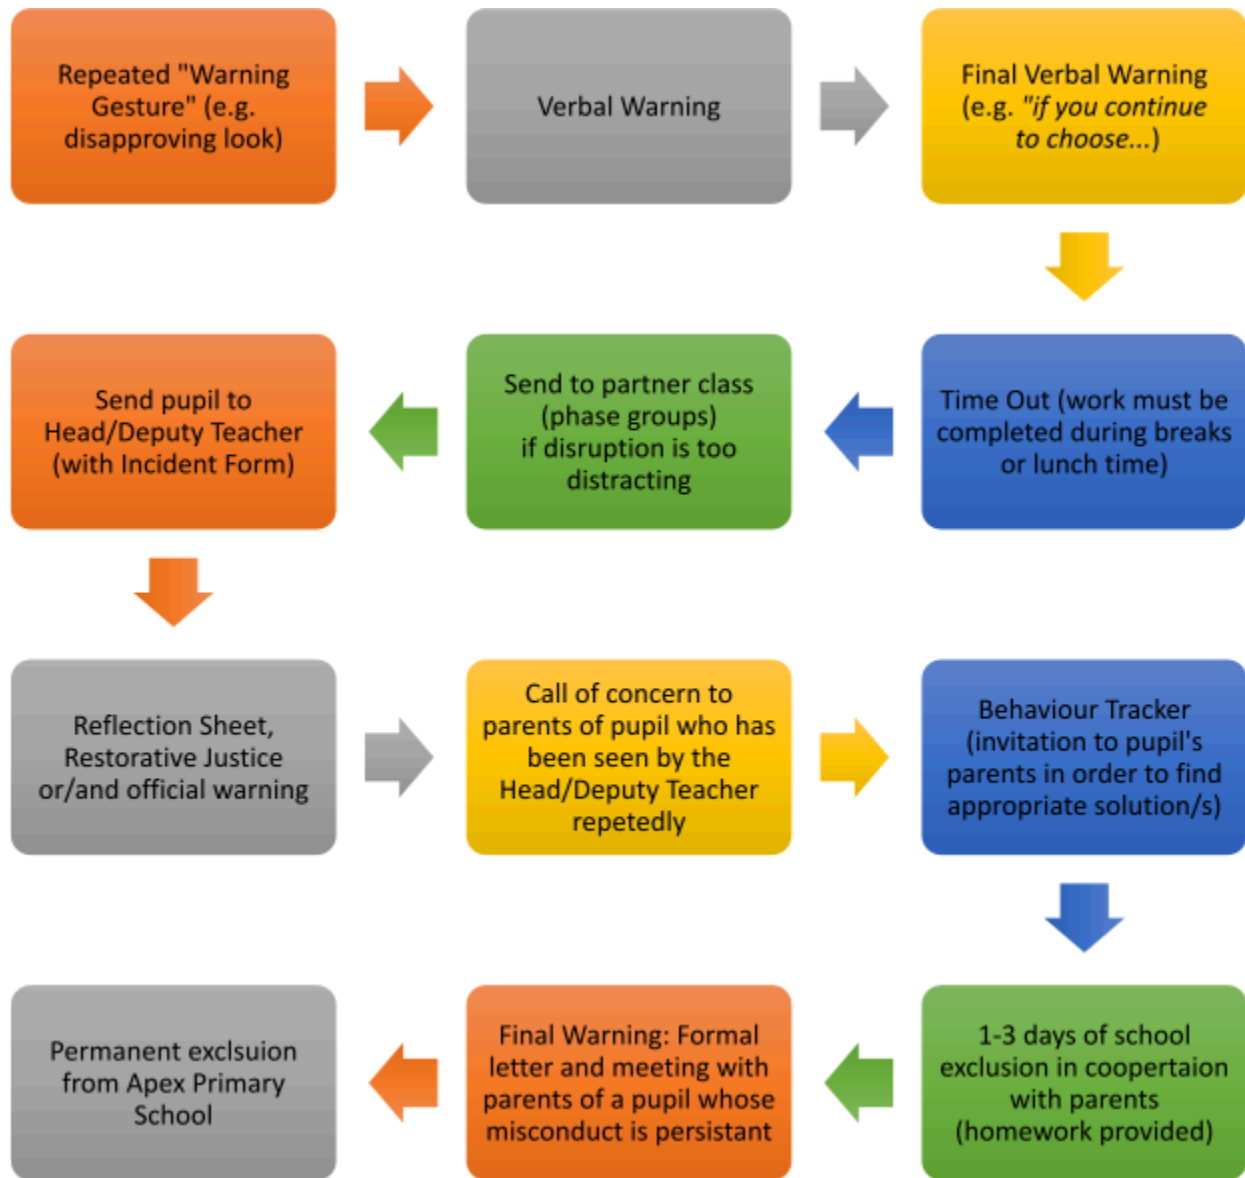 Repeated "Warning
Gesture" (e.g.
disapproving look)
Verbal Warning
Final Verbal Warning
(e.g. "if you continue
to choose...)
Time Out (work must be
completed during breaks
or lunch time)
Send to partner class
(phase groups)
if disruption is too
distracting
Send pupil to
Head/Deputy Teacher
(with Incident Form)
Reflection Sheet,
Restorative Justice
or/and official warning
Call of concern to
parents of pupil who has
been seen by the
Head/Deputy Teacher
repetedly
Behaviour Tracker
(invitation to pupil's
parents in order to find
appropriate solution/s)
1-3 days of school
exclusion in coopertaion
with parents
(homework provided)
Final Warning: Formal
letter and meeting with
parents of a pupil whose
misconduct is persistant
Permanent exclsuion
from Apex Primary
School